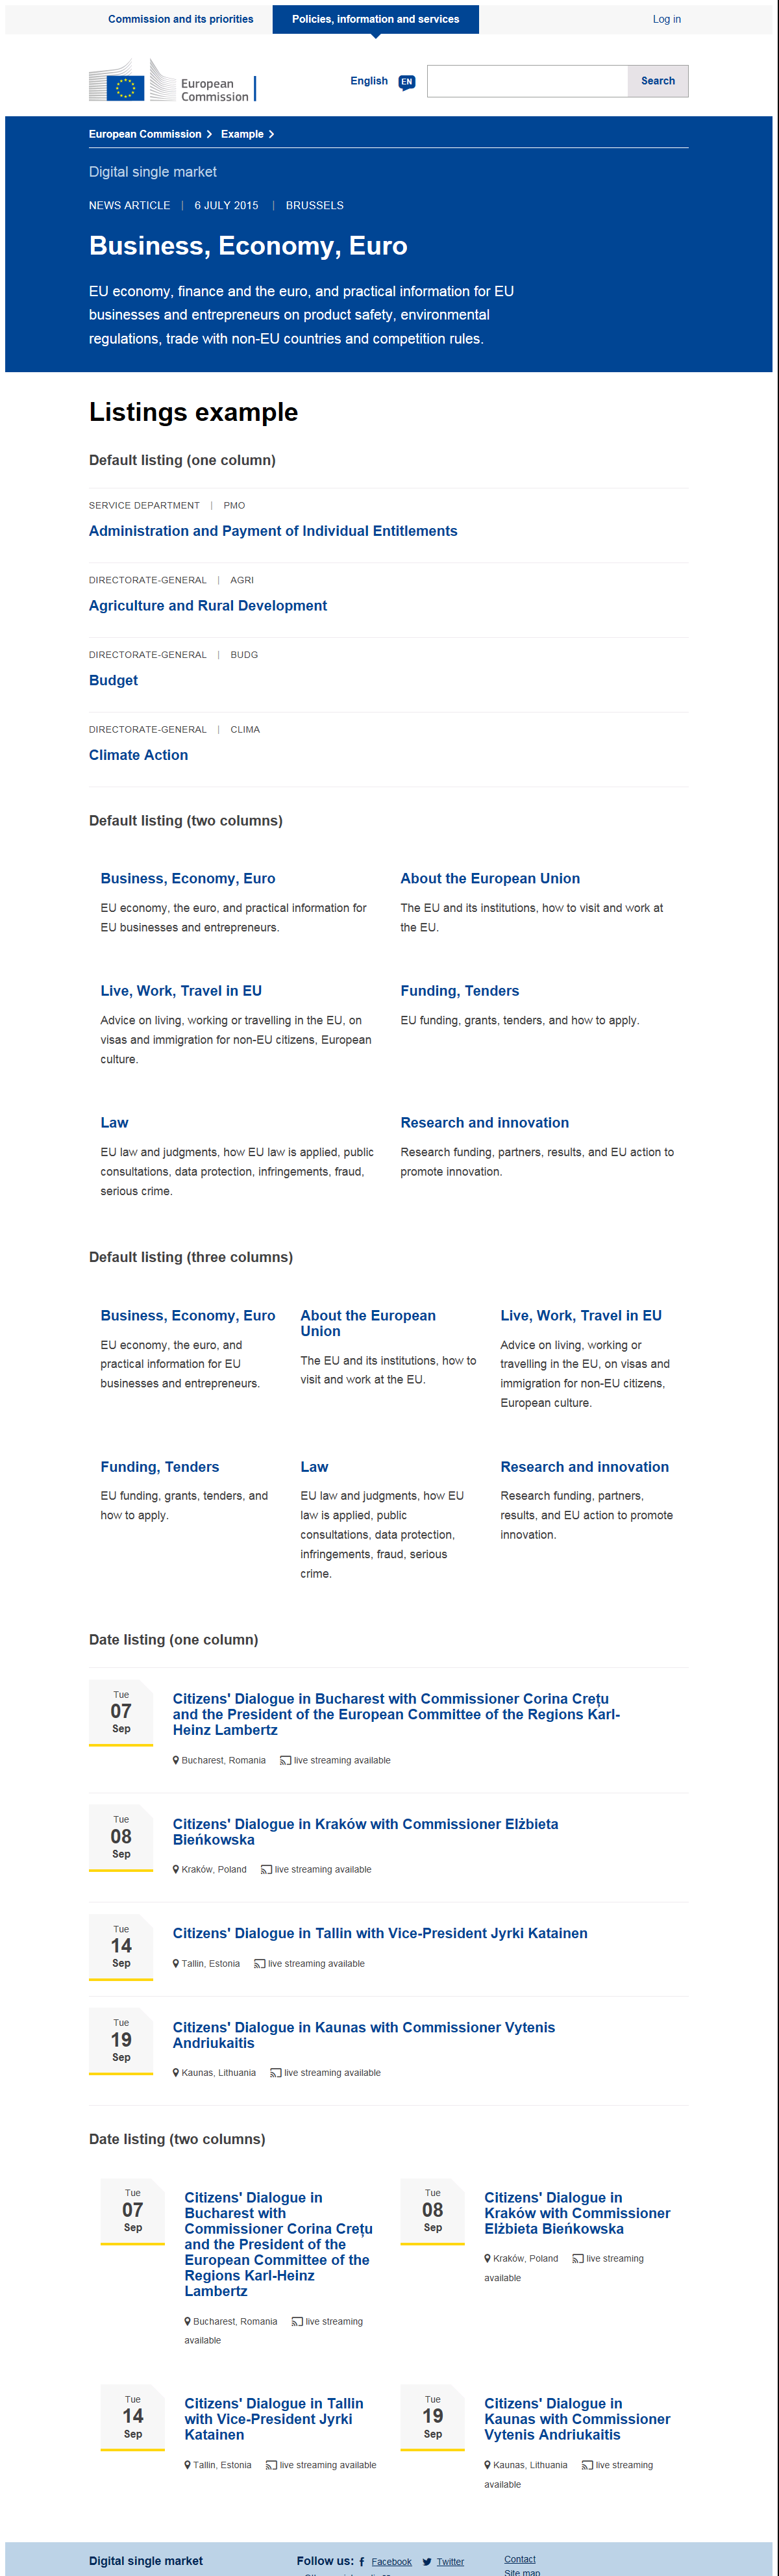 Commission and its priorities
Policies, information and services
Log in
European
Commission
English
EN
Search
European Commission
Example
Digital single market
NEWS ARTICLE | 6 JULY 2015 | BRUSSELS
Business, Economy, Euro
EU economy, finance and the euro, and practical information for EU
businesses and entrepreneurs on product safety, environmental
regulations, trade with non-EU countries and competition rules.
Listings example
Default listing (one column)
SERVICE DEPARTMENT | PMO
Administration and Payment of Individual Entitlements
DIRECTORATE-GENERAL | AGRI
Agriculture and Rural Development
DIRECTORATE-GENERAL | BUDG
Budget
DIRECTORATE-GENERAL | CLIMA
Climate Action
Default listing (two columns)
Business, Economy, Euro
EU economy, the euro, and practical information for
EU businesses and entrepreneurs.
About the European Union
The EU and its institutions, how to visit and work at
the EU.
Live, Work, Travel in EU
Advice on living, working or travelling in the EU, on
visas and immigration for non-EU citizens, European
culture.
Funding, Tenders
EU funding, grants, tenders, and how to apply.
Law
EU law and judgments, how EU law is applied, public
consultations, data protection, infringements, fraud,
serious crime.
Research and innovation
Research funding, partners, results, and EU action to
promote innovation.
Default listing (three columns)
Business, Economy, Euro
EU economy, the euro, and
practical information for EU
businesses and entrepreneurs.
About the European
Union
The EU and its institutions, how to
visit and work at the EU.
Live, Work, Travel in EU
Advice on living, working or
travelling in the EU, on visas and
immigration for non-EU citizens,
European culture.
Funding, Tenders
EU funding, grants, tenders, and
how to apply.
Law
EU law and judgments, how EU
law is applied, public
consultations, data protection,
infringements, fraud, serious
crime.
Research and innovation
Research funding, partners,
results, and EU action to promote
innovation.
Date listing (one column)
Tue
07
Sep
Citizens' Dialogue in Bucharest with Commissioner Corina Crețu
and the President of the European Committee of the Regions Karl-
Heinz Lambertz
Bucharest, Romania live streaming available
Tue
08
Sep
Citizens' Dialogue in Kraków with Commissioner Elżbieta
Bieńkowska
Kraków, Poland live streaming available
Tue
14
Sep
Citizens' Dialogue in Tallin with Vice-President Jyrki Katainen
Tallin, Estonia live streaming available
Tue
19
Sep
Citizens' Dialogue in Kaunas with Commissioner Vytenis
Andriukaitis
Kaunas, Lithuania live streaming available
Date listing (two columns)
Tue
07
Sep
Citizens' Dialogue in
Bucharest with
Commissioner Corina Crețu
and the President of the
European Committee of the
Regions Karl-Heinz
Lambertz
Bucharest, Romania live streaming
available
Tue
08
Sep
Citizens' Dialogue in
Kraków with Commissioner
Elżbieta Bieńkowska
Kraków, Poland live streaming
available
Tue
14
Sep
Citizens' Dialogue in Tallin
with Vice-President Jyrki
Katainen
Tallin, Estonia live streaming available
Tue
19
Sep
Citizens' Dialogue in
Kaunas with Commissioner
Vytenis Andriukaitis
Kaunas, Lithuania live streaming
available
Digital single market
Follow us: Facebook Twitter
Contact
Site map